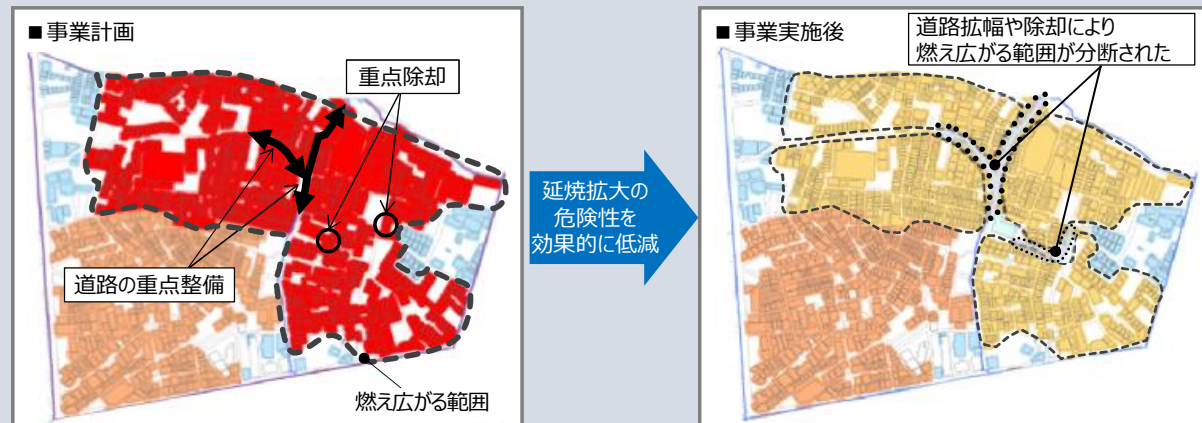 ■事業計画
重点除却
道路の重点整備
燃え広がる範囲
延焼拡大の
危険性を
効果的に低減
■事業実施後
道路拡幅や除却により
燃え広がる範囲が分断された